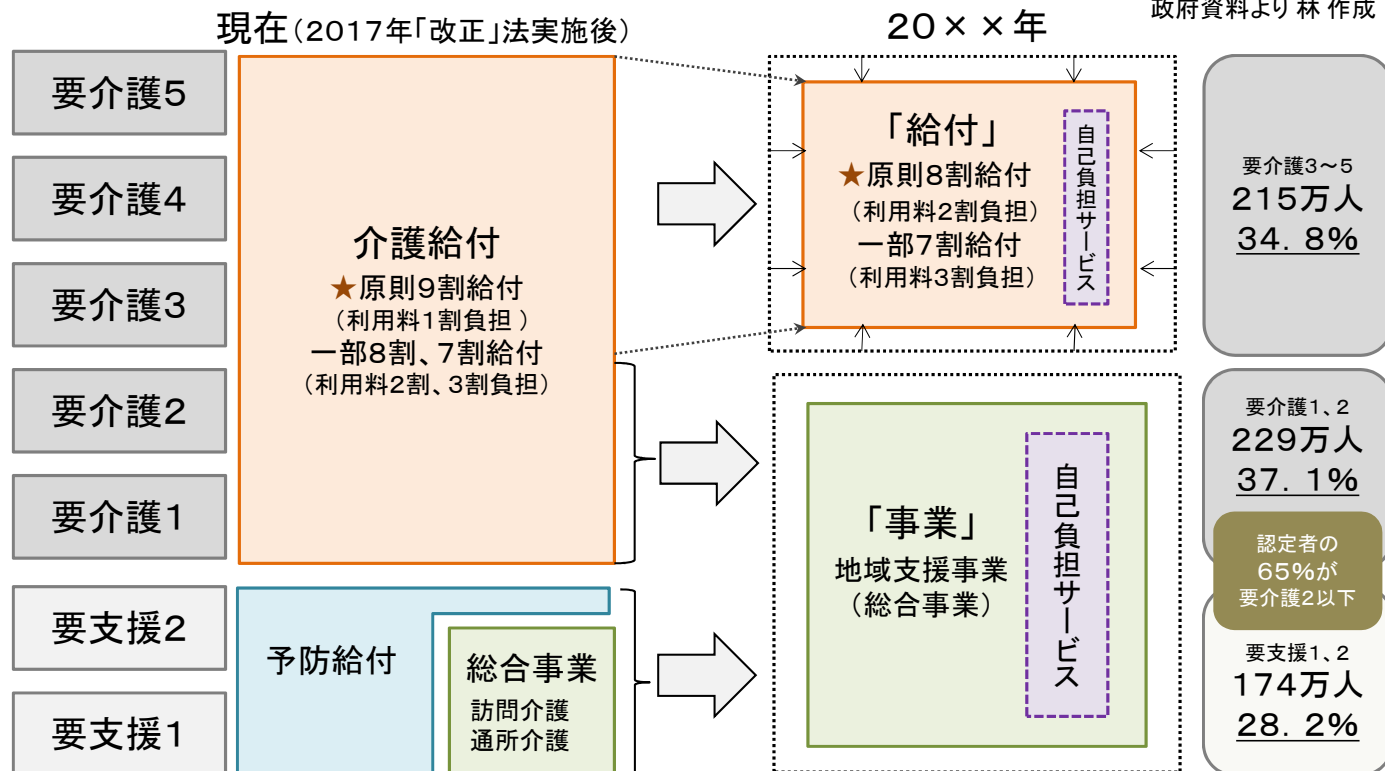 政府資料より 林 作成
現在(2017年「改正」法実施後)
20××年
要介護5
要介護4
要介護3
要介護2
要介護1
要支援2
要支援1
介護給付
★原則9割給付
(利用料1割負担 )
一部8割、7割給付
(利用料2割、3割負担)
予防給付
総合事業
訪問介護
通所介護
「給付」
★原則8割給付
(利用料2割負担)
一部7割給付
(利用料3割負担)
自己負担サービス
「事業」
地域支援事業
(総合事業)
自己負担サービス
要介護3~5
215万人
34. 8%
要介護1、2
229万人
37. 1%
認定者の
65%が
要介護2以下
要支援1、2
174万人
28. 2%